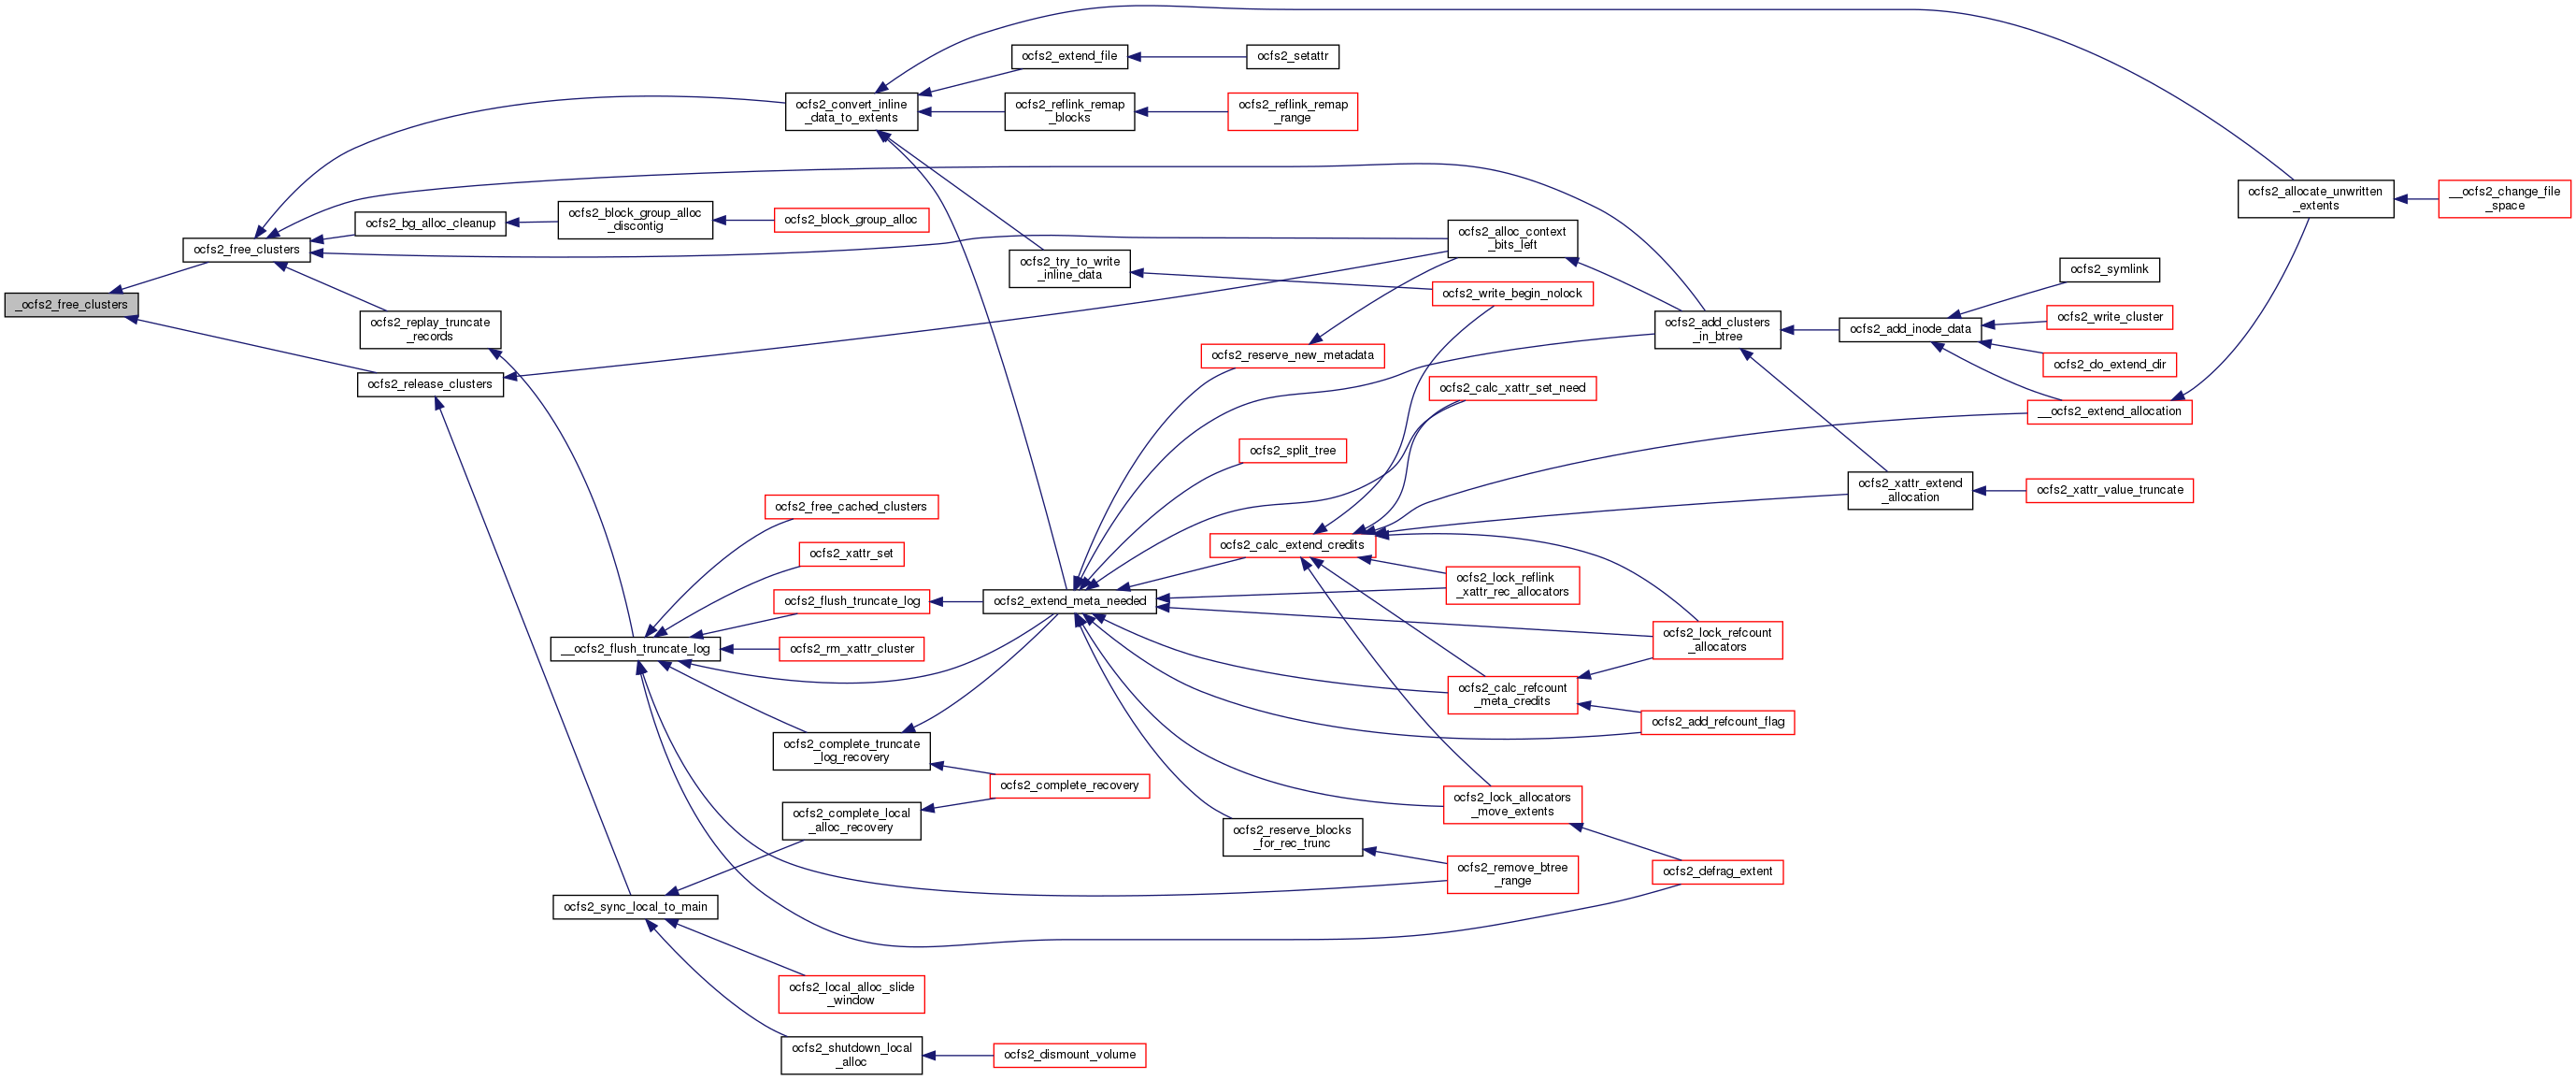 _ocfs2_free_clusters
ocfs2_free_clusters
ocfs2_release_clusters
ocfs2_convert_inline
_data_to_extents
ocfs2_bg_alloc_cleanup
ocfs2_block_group_alloc
_discontig
ocfs2_block_group_alloc
ocfs2_replay_truncate
_records
ocfs2_extend_file
ocfs2_setattr
ocfs2_reflink_remap
_blocks
ocfs2_reflink_remap
_range
ocfs2_try_to_write
_inline_data
ocfs2_alloc_context
_bits_left
ocfs2_write_begin_nolock
ocfs2_reserve_new_metadata
ocfs2_calc_xattr_set_need
ocfs2_split_tree
ocfs2_add_clusters
_in_btree
ocfs2_add_inode_data
ocfs2_symlink
ocfs2_write_cluster
ocfs2_do_extend_dir
__ocfs2_extend_allocation
ocfs2_allocate_unwritten
_extents
__ocfs2_change_file
_space
ocfs2_xattr_extend
_allocation
ocfs2_xattr_value_truncate
ocfs2_free_cached_clusters
ocfs2_xattr_set
ocfs2_flush_truncate_log
ocfs2_rm_xattr_cluster
__ocfs2_flush_truncate_log
ocfs2_extend_meta_needed
ocfs2_calc_extend_credits
ocfs2_lock_reflink
_xattr_rec_allocators
ocfs2_lock_refcount
_allocators
ocfs2_calc_refcount
_meta_credits
ocfs2_add_refcount_flag
ocfs2_complete_truncate
_log_recovery
ocfs2_complete_recovery
ocfs2_complete_local
_alloc_recovery
ocfs2_lock_allocators
_move_extents
ocfs2_reserve_blocks
_for_rec_trunc
ocfs2_remove_btree
_range
ocfs2_defrag_extent
ocfs2_sync_local_to_main
ocfs2_local_alloc_slide
_window
ocfs2_shutdown_local
_alloc
ocfs2_dismount_volume